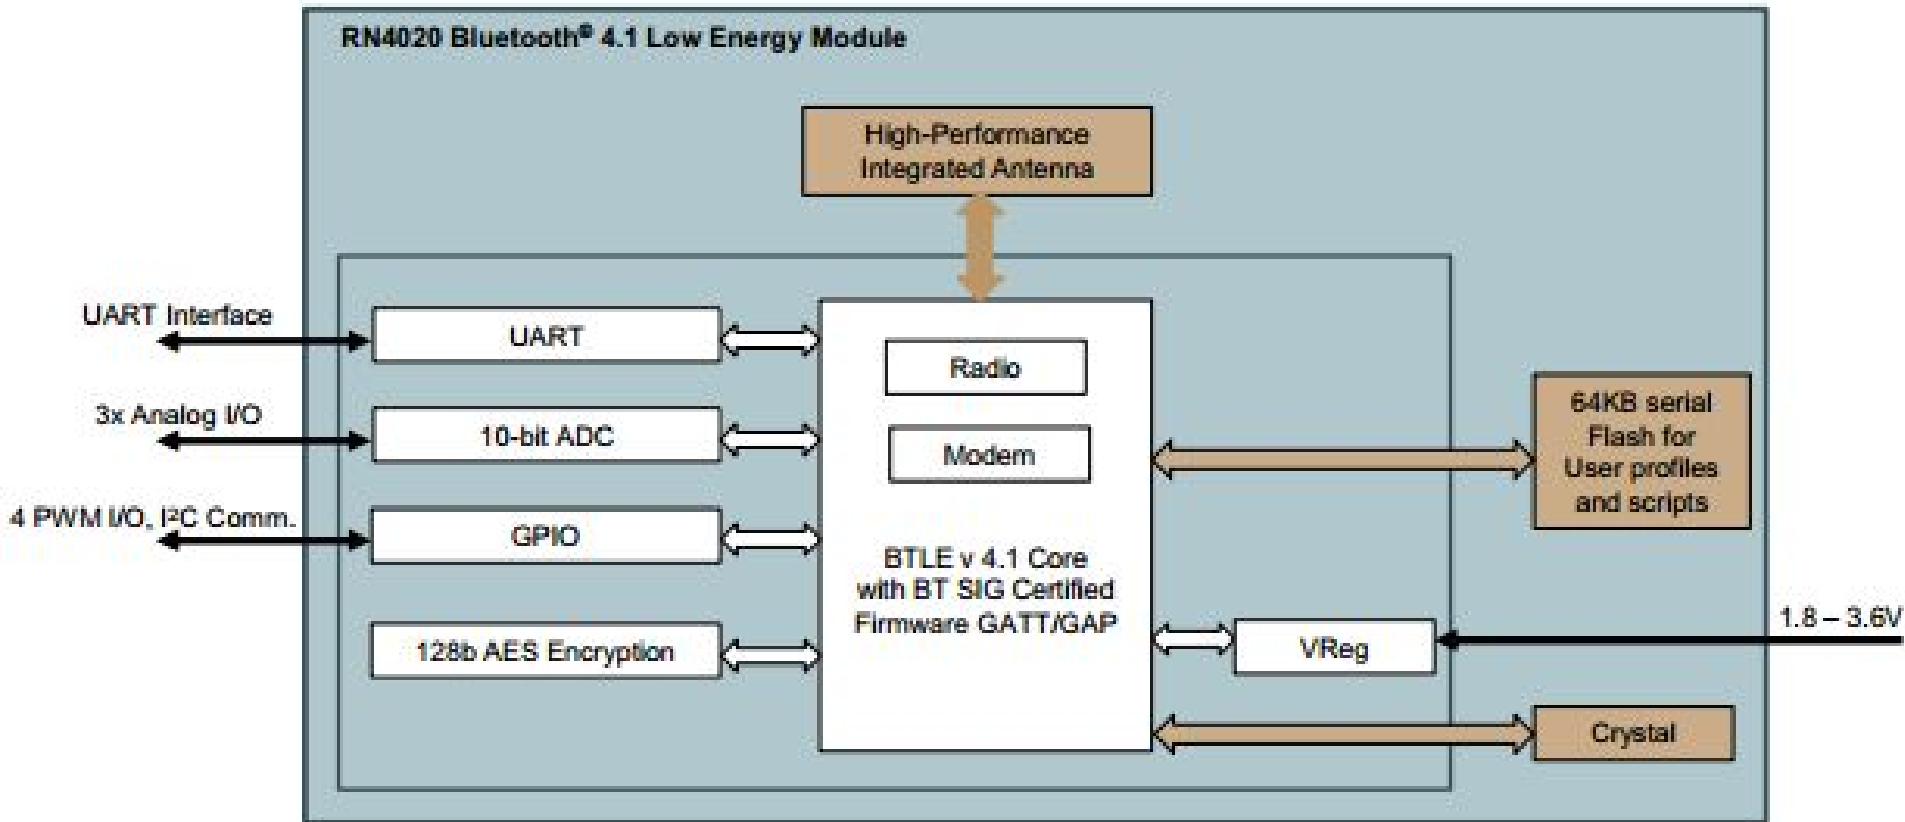 RN4020 Bluetooth® 4.1 Low Energy Module
High-Performance
Integrated Antenna
UART Interface
UART
Radio
3x Analog I/O
10-bit ADC
Modem
64KB serial
Flash for
User profiles
and scripts
4 PWM I/O, I²C Comm.
GPIO
BTLE v 4.1 Core
with BT SIG Certified
Firmware GATT/GAP
128b AES Encryption
VReg
1.8 – 3.6V
Crystal